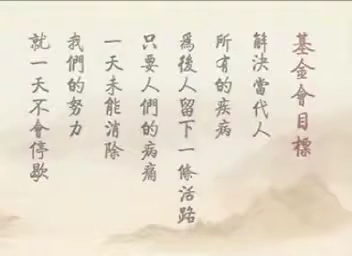 基金會目標
解決當代人
所有的疾病
為後人留下一條活路
只要人們的病痛
一天未能消除
我們的努力
就一天不會停歇